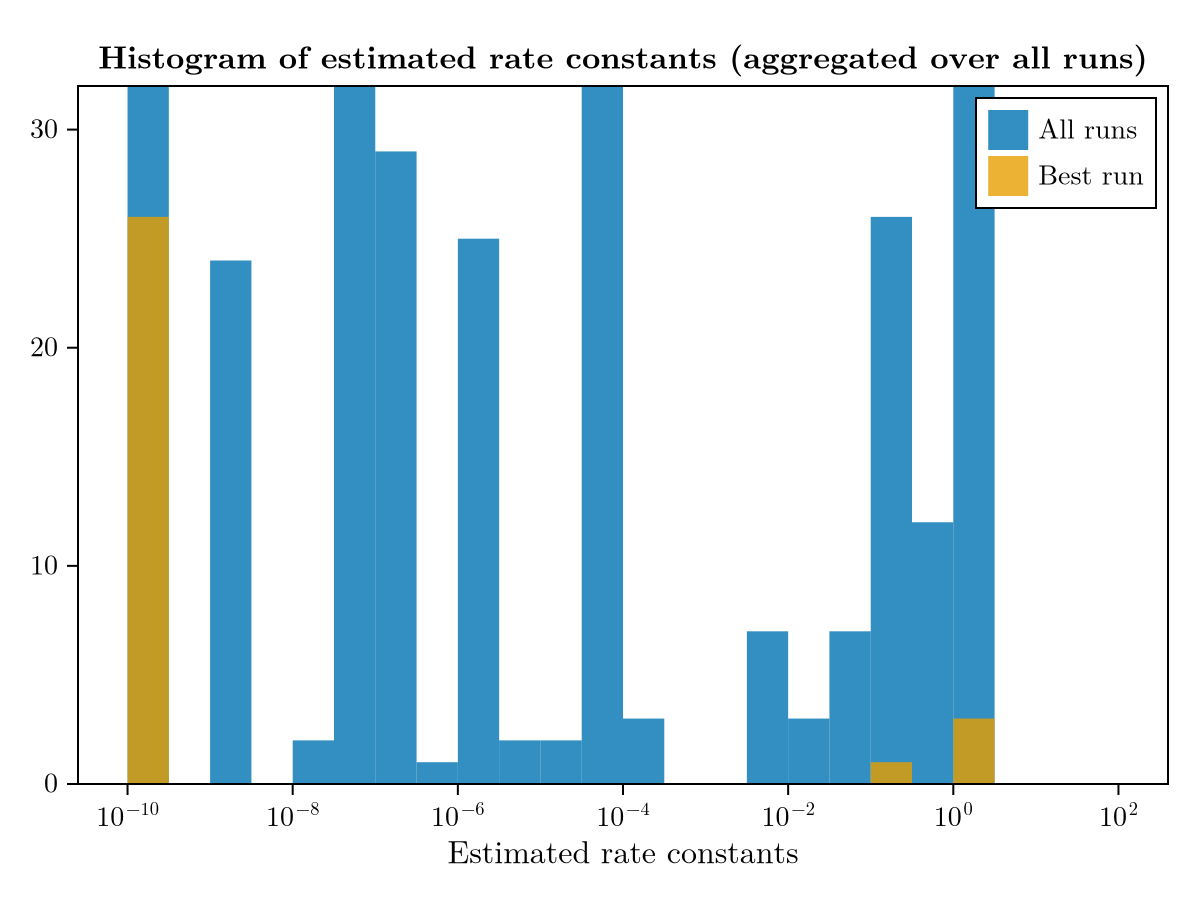 Histogram of estimated rate constants (aggregated over all runs)
All runs
Best run
30
20
10
0
10⁻¹⁰ 10⁻⁸ 10⁻⁶ 10⁻⁴ 10⁻² 10⁰ 10²
Estimated rate constants